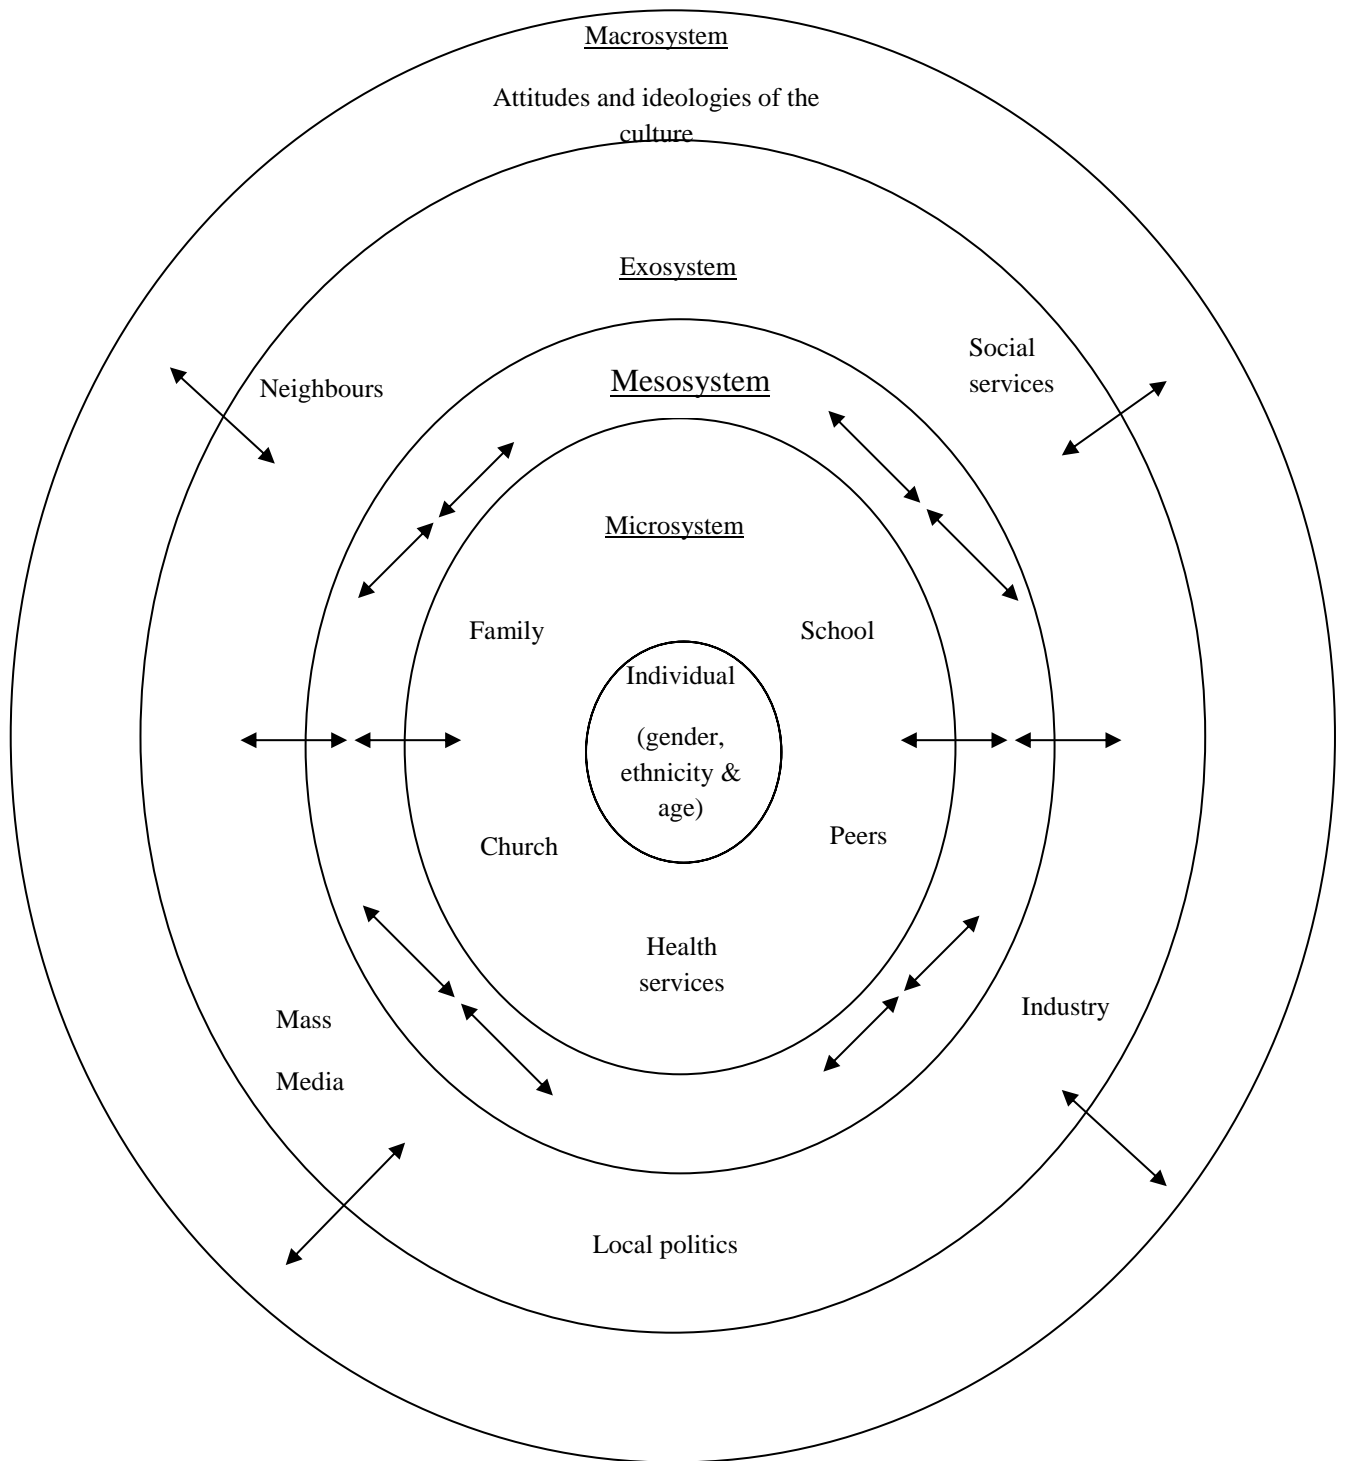 Macrosystem
Attitudes and ideologies of the
culture
Exosystem
Social
services
Neighbours
Mesosystem
Microsystem
Family
School
Individual
(gender,
ethnicity &
age)
Church
Peers
Health
services
Mass
Media
Industry
Local politics